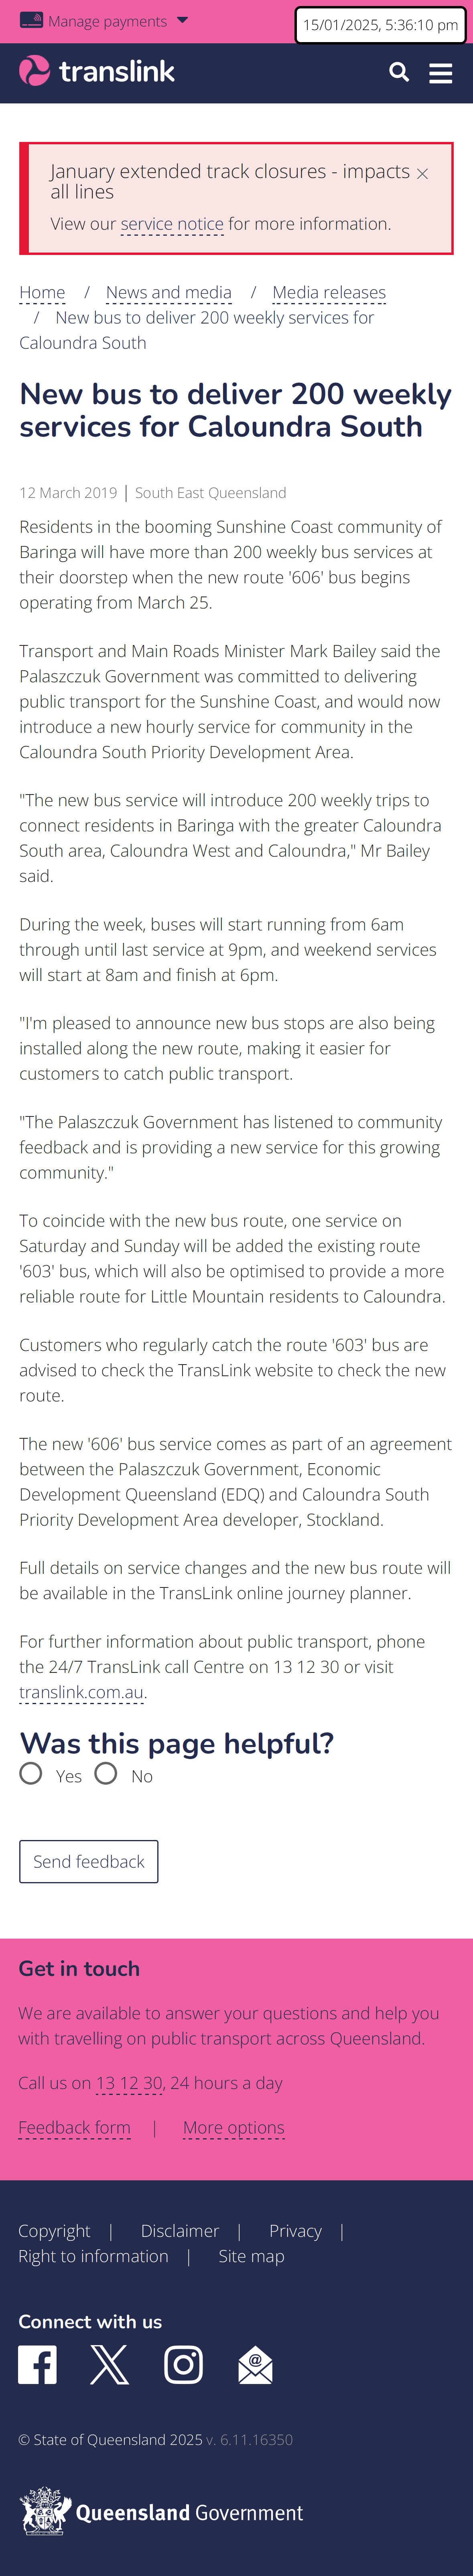 Manage payments
15/01/2025, 5:36:10 pm
translink
January extended track closures - impacts
all lines
View our service notice for more information.
Home / News and media / Media releases
/ New bus to deliver 200 weekly services for
Caloundra South
New bus to deliver 200 weekly
services for Caloundra South
12 March 2019 | South East Queensland
Residents in the booming Sunshine Coast community of
Baringa will have more than 200 weekly bus services at
their doorstep when the new route '606' bus begins
operating from March 25.
Transport and Main Roads Minister Mark Bailey said the
Palaszczuk Government was committed to delivering
public transport for the Sunshine Coast, and would now
introduce a new hourly service for community in the
Caloundra South Priority Development Area.
"The new bus service will introduce 200 weekly trips to
connect residents in Baringa with the greater Caloundra
South area, Caloundra West and Caloundra," Mr Bailey
said.
During the week, buses will start running from 6am
through until last service at 9pm, and weekend services
will start at 8am and finish at 6pm.
"I'm pleased to announce new bus stops are also being
installed along the new route, making it easier for
customers to catch public transport.
"The Palaszczuk Government has listened to community
feedback and is providing a new service for this growing
community."
To coincide with the new bus route, one service on
Saturday and Sunday will be added the existing route
'603' bus, which will also be optimised to provide a more
reliable route for Little Mountain residents to Caloundra.
Customers who regularly catch the route '603' bus are
advised to check the TransLink website to check the new
route.
The new '606' bus service comes as part of an agreement
between the Palaszczuk Government, Economic
Development Queensland (EDQ) and Caloundra South
Priority Development Area developer, Stockland.
Full details on service changes and the new bus route will
be available in the TransLink online journey planner.
For further information about public transport, phone
the 24/7 TransLink call Centre on 13 12 30 or visit
translink.com.au.
Was this page helpful?
Yes No
Send feedback
Get in touch
We are available to answer your questions and help you
with travelling on public transport across Queensland.
Call us on 13 12 30, 24 hours a day
Feedback form | More options
Copyright | Disclaimer | Privacy |
Right to information | Site map
Connect with us
© State of Queensland 2025 v. 6.11.16350
Queensland Government